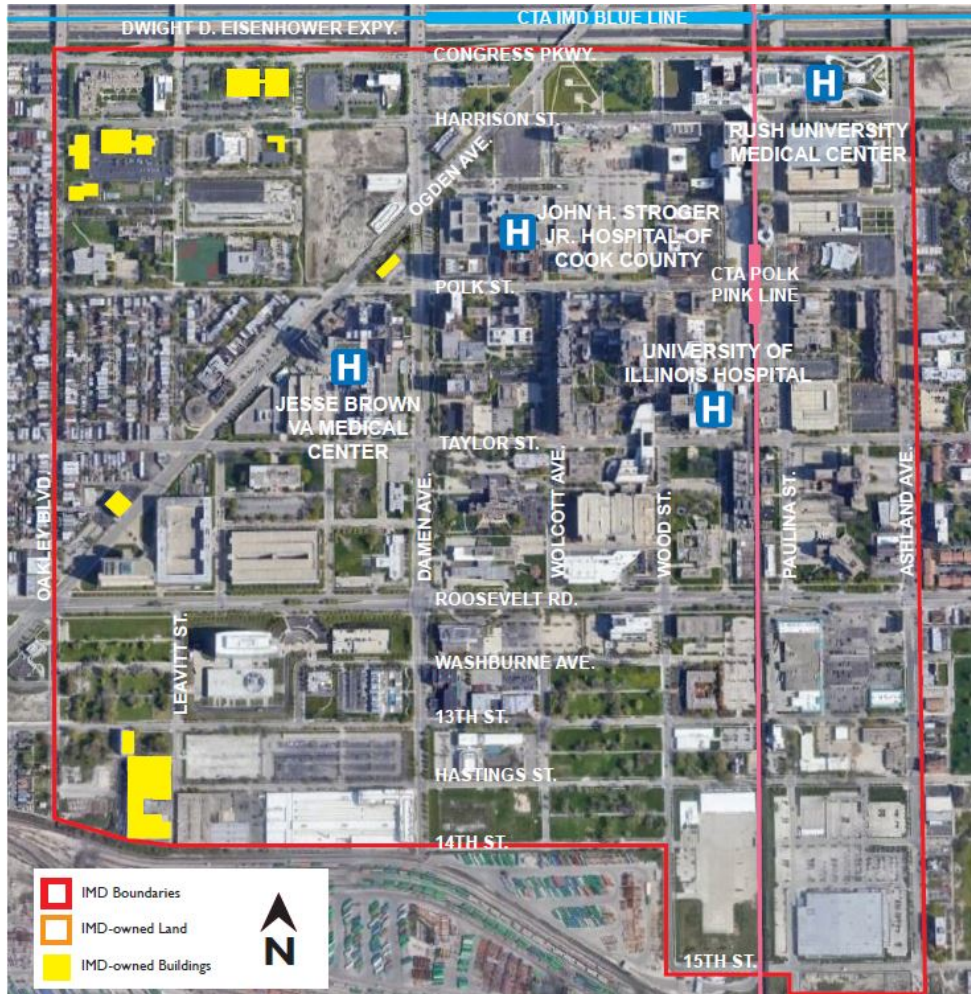 CTA IMD BLUE LINE
DWIGHT D. EISENHOWER EXPY.
CONGRESS PKWY.
H
HARRISON ST.
RUSH UNIVERSITY
MEDICAL CENTER
OGDEN AVE.
H
JOHN H. STROGER
JR. HOSPITAL OF
COOK COUNTY
CTA POLK
PINK LINE
POLK ST.
UNIVERSITY OF
ILLINOIS HOSPITAL
H
H
JESSE BROWN
VA MEDICAL
CENTER
TAYLOR ST.
OAKLEY BLVD.
DAMEN AVE.
WOLCOTT AVE.
WOOD ST.
PAULINA ST.
ASHLAND AVE.
ROOSEVELT RD.
LEAVITT ST.
WASHBURNE AVE.
13TH ST.
HASTINGS ST.
14TH ST.
15TH ST.
IMD Boundaries
IMD-owned Land
IMD-owned Buildings
N